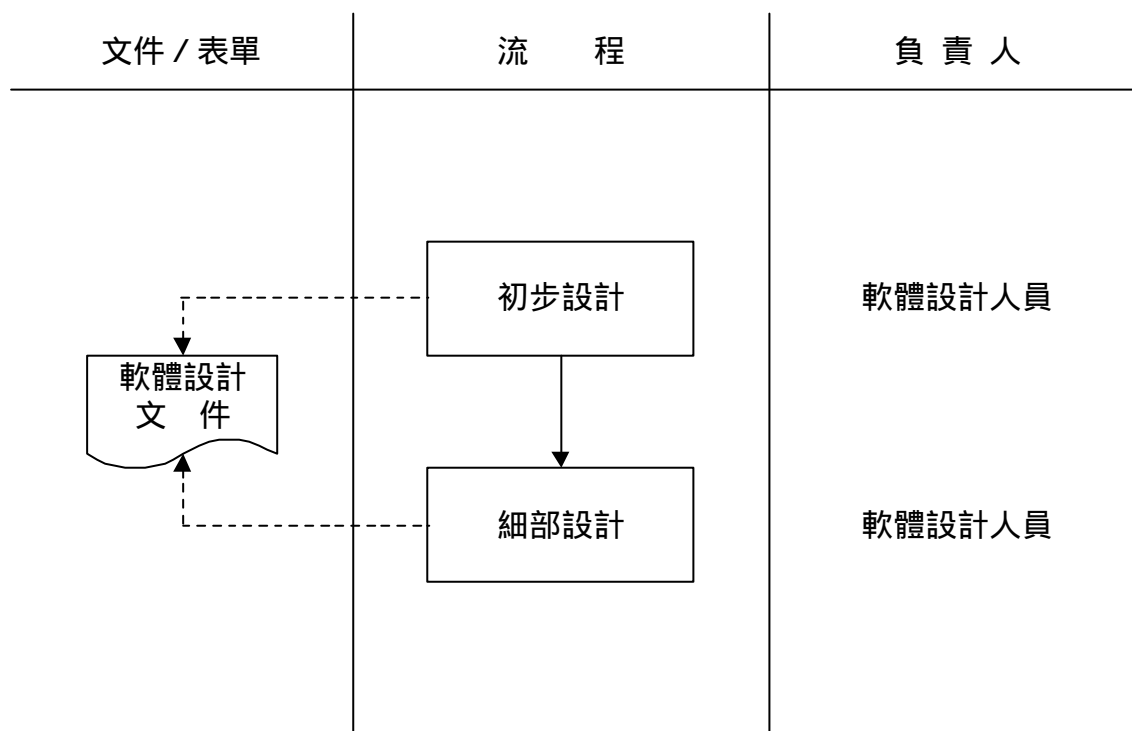 文件 / 表單
流 程
負 責 人
初步設計
軟體設計人員
軟體設計
文 件
細部設計
軟體設計人員